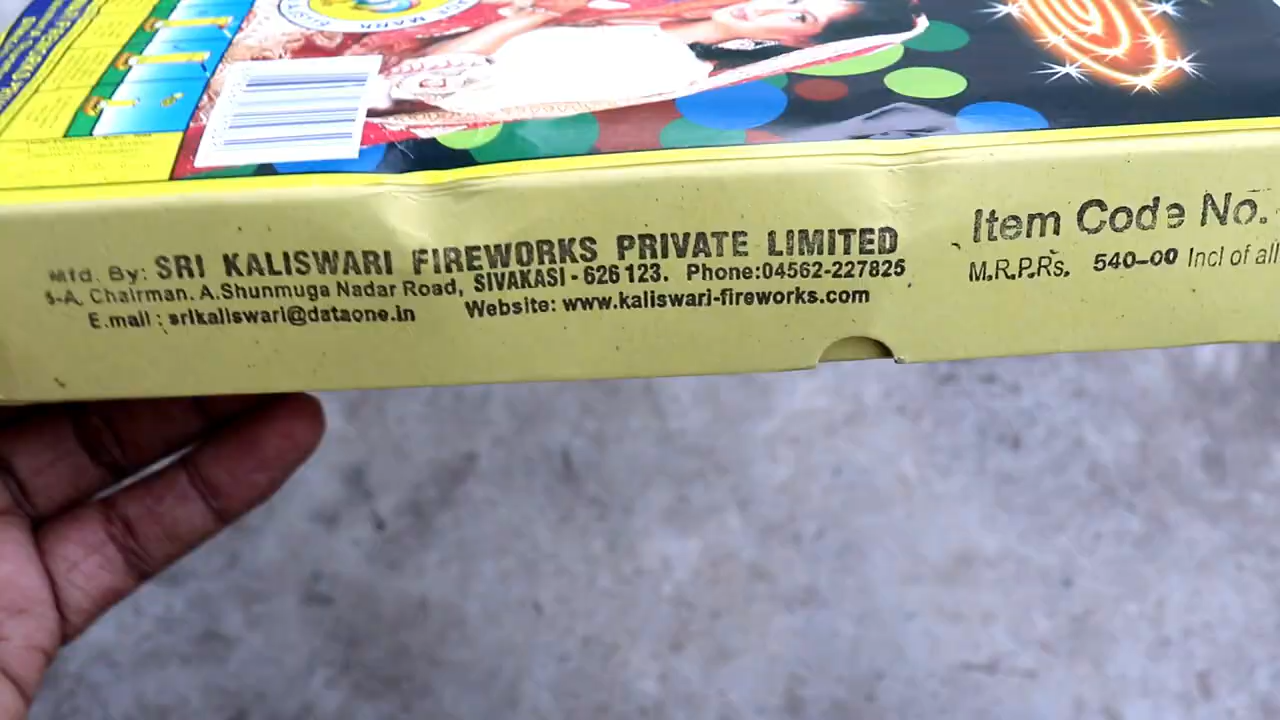 MARK
Mfd. By: SRI KALISWARI FIREWORKS PRIVATE LIMITED
5-A, Chairman. A.Shunmuga Nadar Road, SIVAKASI - 626 123. Phone:04562-227825
E.mail : srikaliswari@dataone.in Website: www.kaliswari-fireworks.com
Item Code No.
M.R.P.Rs. 540-00 Incl of all